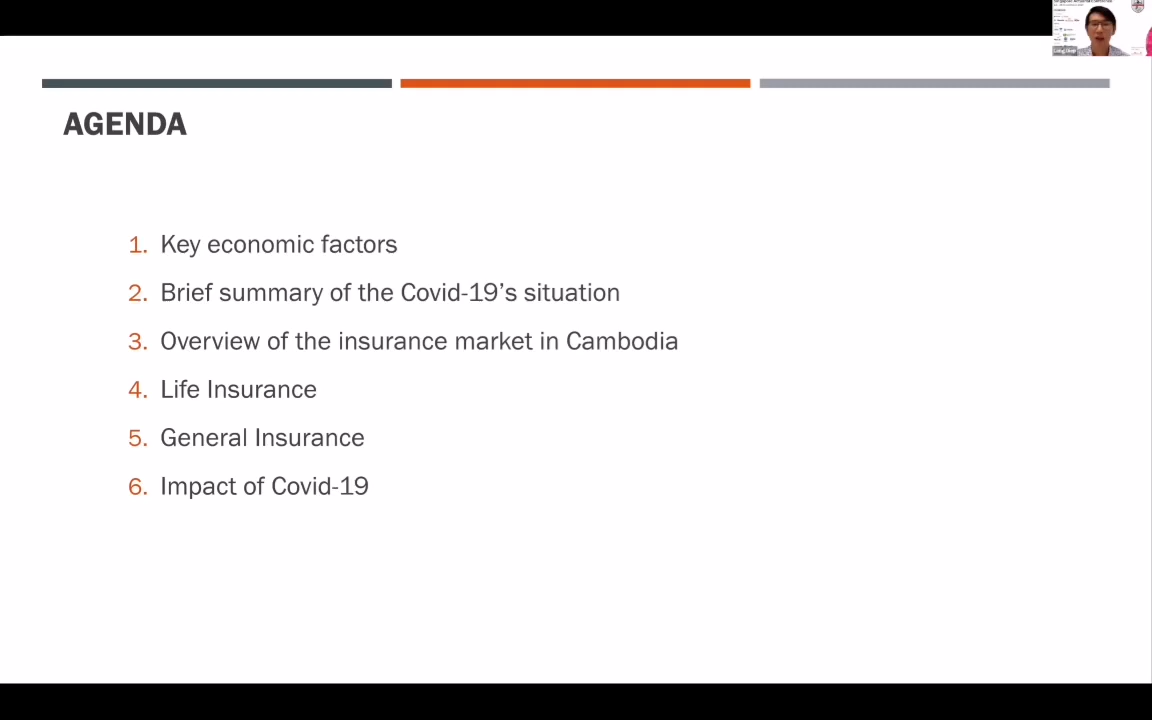 AGENDA
1. Key economic factors
2. Brief summary of the Covid-19’s situation
3. Overview of the insurance market in Cambodia
4. Life Insurance
5. General Insurance
6. Impact of Covid-19